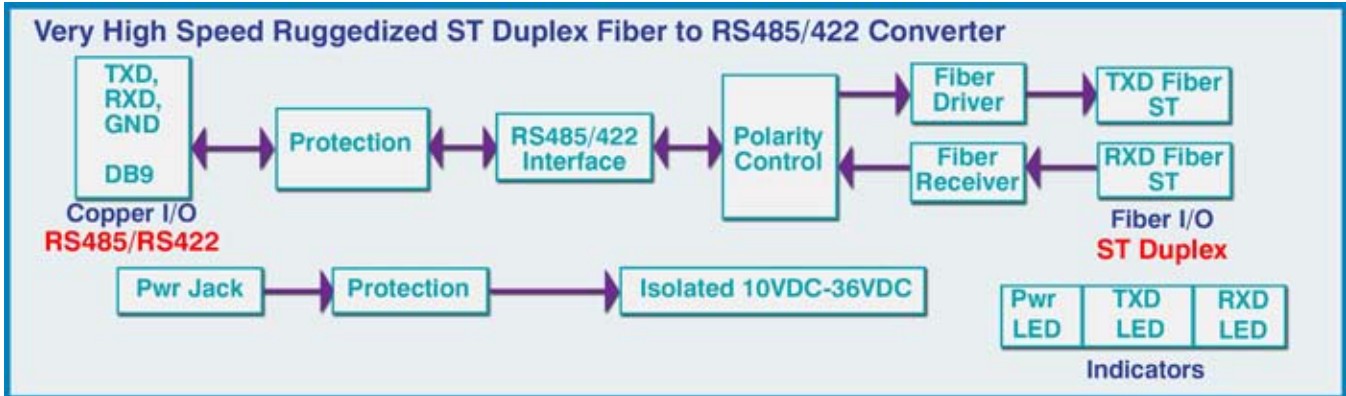 Very High Speed Ruggedized ST Duplex Fiber to RS485/422 Converter
TXD,
RXD,
GND
DB9
Copper I/O
RS485/RS422
Protection
RS485/422
Interface
Polarity
Control
Fiber
Driver
TXD Fiber
ST
Fiber
Receiver
RXD Fiber
ST
Fiber I/O
ST Duplex
Pwr Jack
Protection
Isolated 10VDC-36VDC
Pwr
LED
TXD
LED
RXD
LED
Indicators